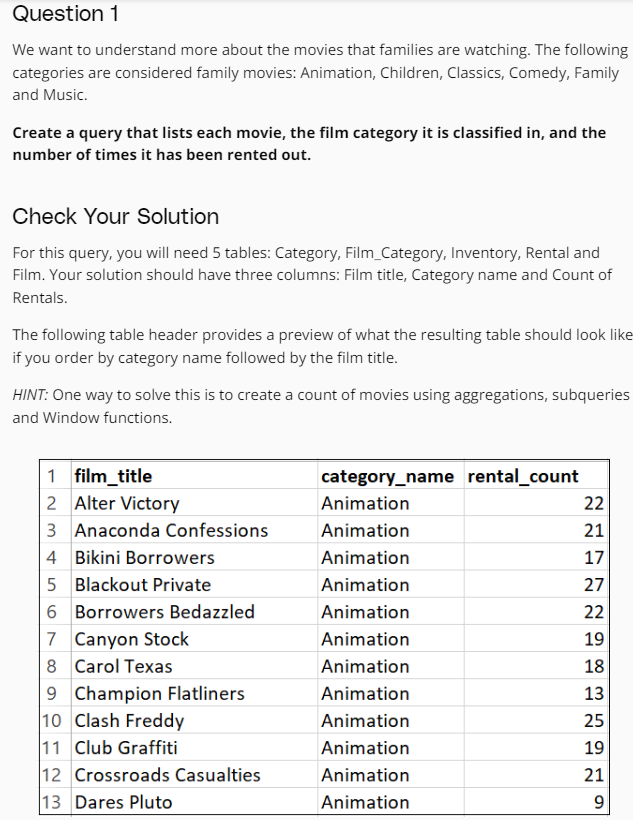 Question 1
We want to understand more about the movies that families are watching. The following
categories are considered family movies: Animation, Children, Classics, Comedy, Family
and Music.
Create a query that lists each movie, the film category it is classified in, and the
number of times it has been rented out.
Check Your Solution
For this query, you will need 5 tables: Category, Film_Category, Inventory, Rental and
Film. Your solution should have three columns: Film title, Category name and Count of
Rentals.
The following table header provides a preview of what the resulting table should look like
if you order by category name followed by the film title.
HINT: One way to solve this is to create a count of movies using aggregations, subqueries
and Window functions.
1 film_title category_name rental_count
2 Alter Victory Animation 22
3 Anaconda Confessions Animation 21
4 Bikini Borrowers Animation 17
5 Blackout Private Animation 27
6 Borrowers Bedazzled Animation 22
7 Canyon Stock Animation 19
8 Carol Texas Animation 18
9 Champion Flatliners Animation 13
10 Clash Freddy Animation 25
11 Club Graffiti Animation 19
12 Crossroads Casualties Animation 21
13 Dares Pluto Animation 9